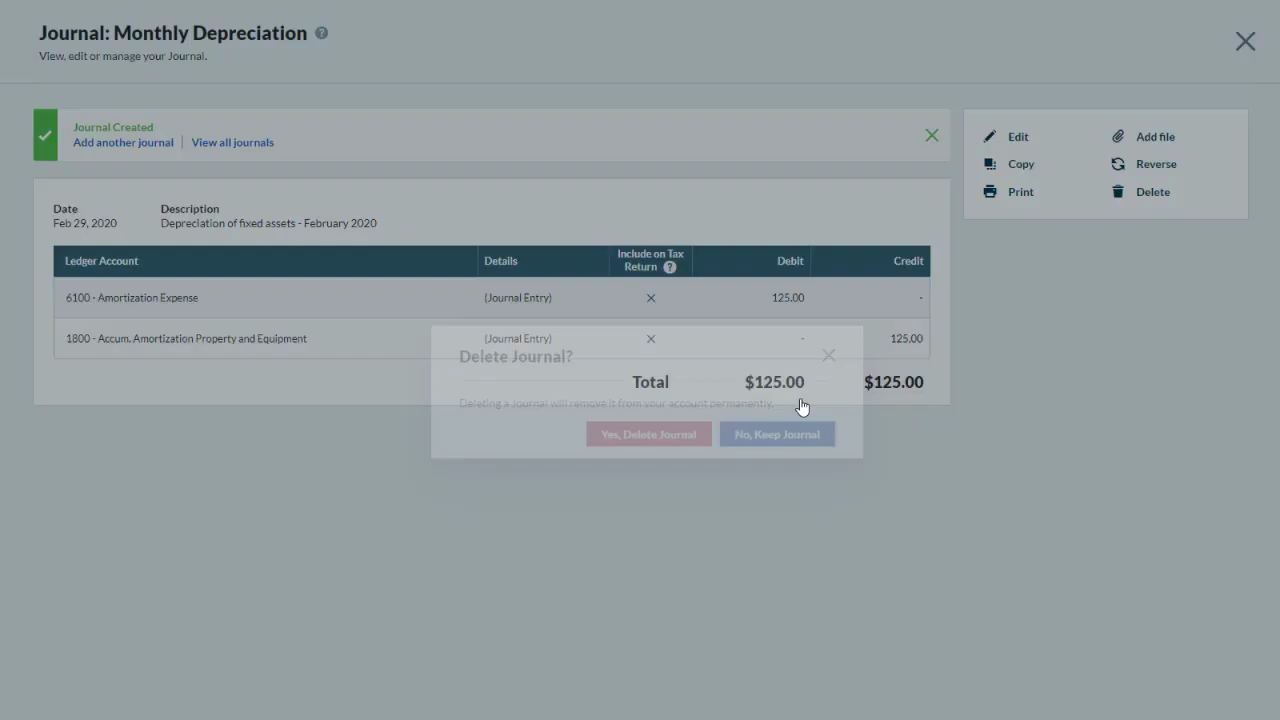 Journal: Monthly Depreciation ?
View, edit or manage your Journal.
Journal Created
Add another journal | View all journals
Edit Add file
Copy Reverse
Print Delete
Date Description
Feb 29, 2020 Depreciation of fixed assets - February 2020
Ledger Account Details Include on Tax Return ? Debit Credit
6100 - Amortization Expense (Journal Entry) 125.00 -
1800 - Accum. Amortization Property and Equipment (Journal Entry) - 125.00
Delete Journal?
Total $125.00 $125.00
Deleting a Journal will remove it from your account permanently.
Yes, Delete Journal No, Keep Journal